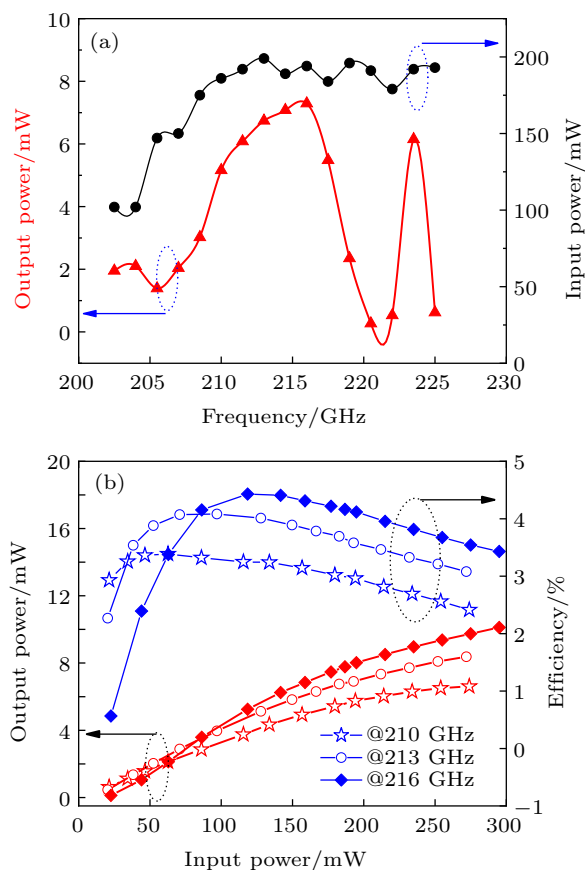 (a)
10
8
6
4
2
0
Output power/mW
200
150
100
50
0
Input power/mW
200 205 210 215 220 225 230
Frequency/GHz
(b)
20
16
12
8
4
0
Output power/mW
5
4
3
2
1
0
−1
Efficiency/%
@210 GHz
@213 GHz
@216 GHz
0 50 100 150 200 250 300
Input power/mW